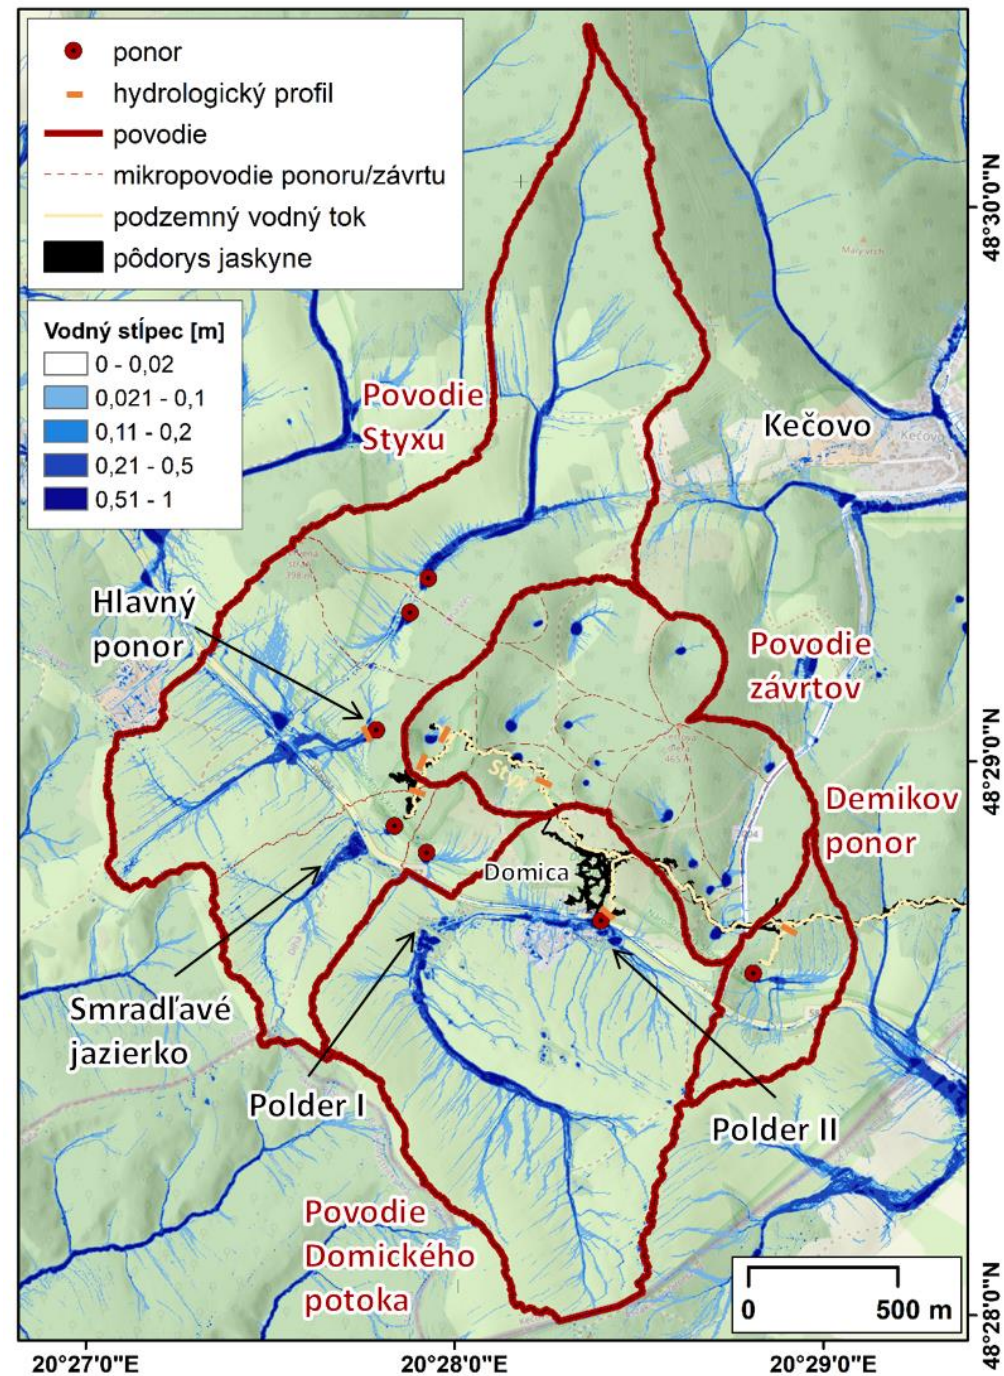 ponor
hydrologický profil
povodie
mikropovodie ponoru/závrtu
podzemný vodný tok
pôdorys jaskyne
Vodný stĺpec [m]
0 - 0,02
0,021 - 0,1
0,11 - 0,2
0,21 - 0,5
0,51 - 1
48°30'0"N
Malý vrch
Povodie
Styxu
Kečovo
Kečovo
Hlavný
ponor
Povodie
závrtov
48°29'0"N
Styx
Demikov
ponor
Domica
Smradľavé
jazierko
Polder I
Polder II
Povodie
Domického
potoka
0
500 m
48°28'0"N
20°27'0"E
20°28'0"E
20°29'0"E